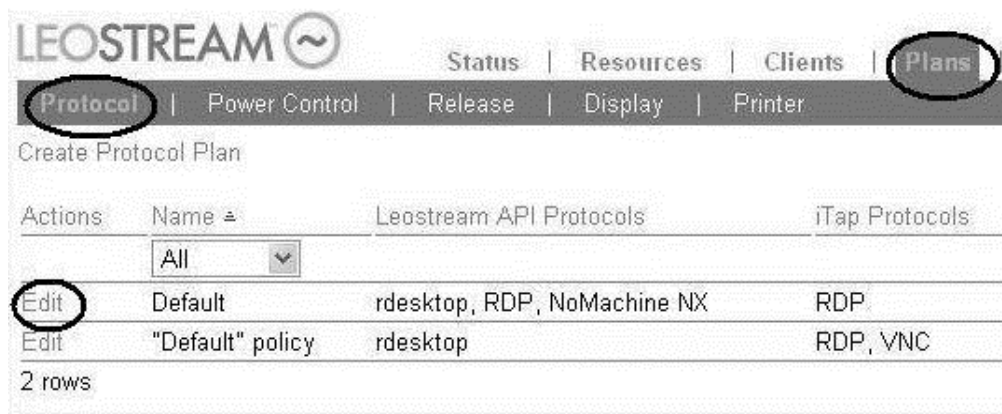 LEOSTREAM
Status | Resources | Clients | Plans
Protocol | Power Control | Release | Display | Printer
Create Protocol Plan
Actions Name Leostream API Protocols iTap Protocols
All
Edit Default rdesktop, RDP, NoMachine NX RDP
Edit "Default" policy rdesktop RDP, VNC
2 rows